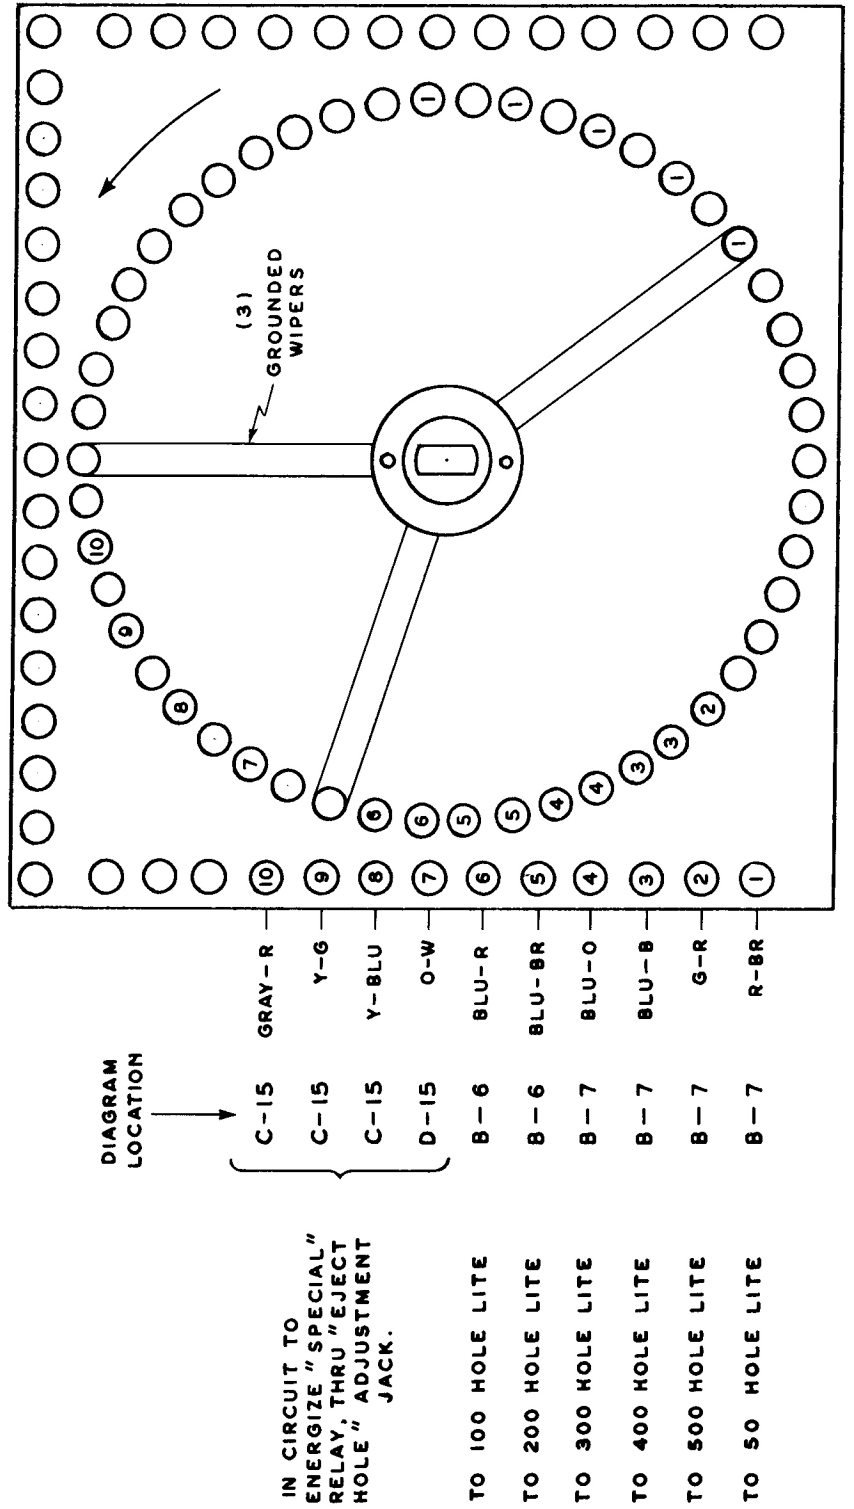 DIAGRAM
LOCATION
IN CIRCUIT TO
ENERGIZE "SPECIAL"
RELAY, THRU "EJECT
HOLE" ADJUSTMENT
JACK.
C-15 GRAY-R 10
C-15 Y-G 9
C-15 Y-BLU 8
D-15 O-W 7
TO 100 HOLE LITE B-6 BLU-R 6
TO 200 HOLE LITE B-6 BLU-BR 5
TO 300 HOLE LITE B-7 BLU-O 4
TO 400 HOLE LITE B-7 BLU-B 3
TO 500 HOLE LITE B-7 G-R 2
TO 50 HOLE LITE B-7 R-BR 1
(3)
GROUNDED
WIPERS
10
9
8
7
6
6
5
5
4
4
3
3
2
1
1
1
1
1